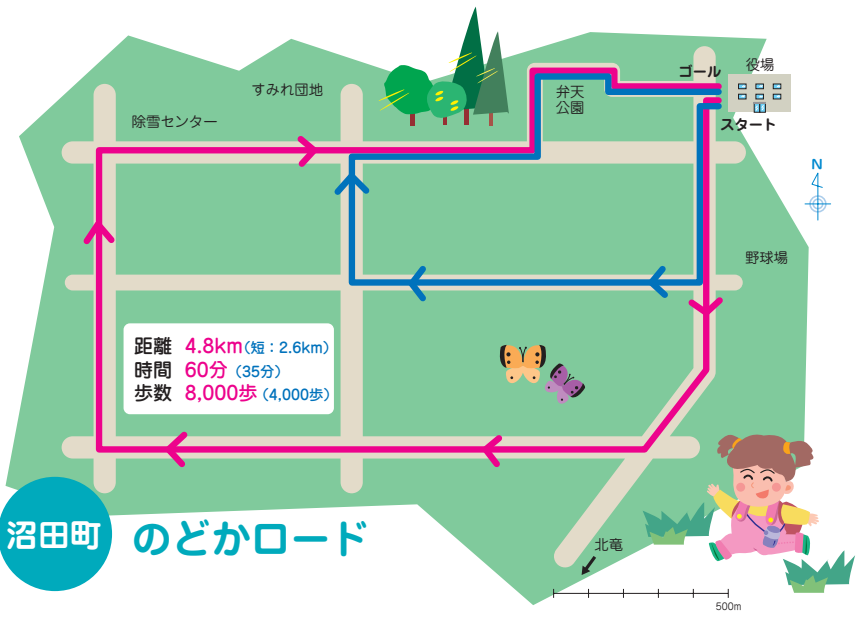 ゴール
役場
スタート
弁天
公園
すみれ団地
除雪センター
N
野球場
距離 4.8km(短：2.6km)
時間 60分 (35分)
歩数 8,000歩 (4,000歩)
沼田町
のどかロード
北竜
500m